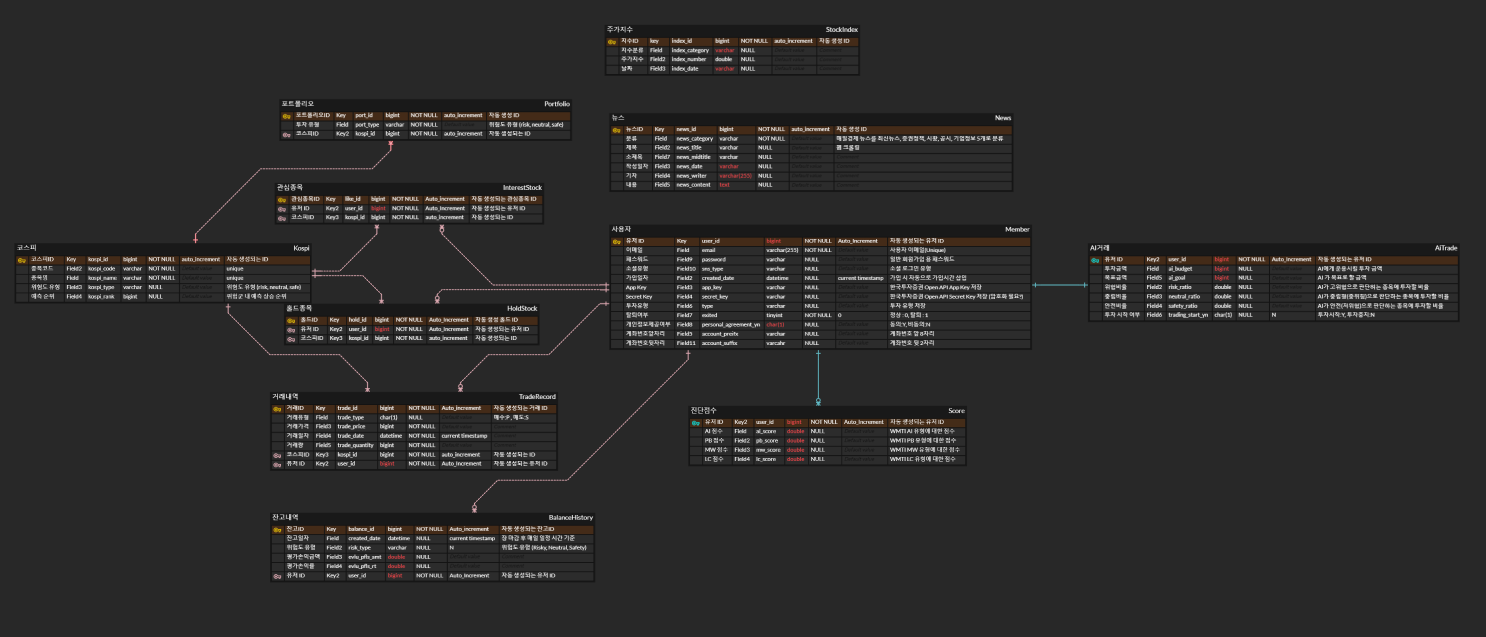 주가지수 StockIndex
지수ID key index_id bigint NOT NULL auto_increment 자동 생성 ID
지수분류 Field index_category varchar NULL
주가지수 Field2 index_number double NULL
날짜 Field3 index_date varchar NULL
포트폴리오 Portfolio
포트폴리오ID Key port_id bigint NOT NULL auto_increment 자동 생성 ID
투자 유형 Field port_type varchar NOT NULL 위험도 유형 (risk, neutral, safe)
코스피ID Key2 kospi_id bigint NOT NULL auto_increment 자동 생성되는 ID
뉴스 News
뉴스ID Key news_id bigint NOT NULL auto_increment 자동 생성 ID
분류 Field news_category varchar NOT NULL 매일경제 뉴스를 최신뉴스, 증권정책, 시황, 공시, 기업정보 5개로 분류
제목 Field2 news_title varchar NULL 웹 크롤링
소제목 Field7 news_midtitle varchar NULL
작성일자 Field3 news_date varchar NULL
기자 Field4 news_writer varchar(255) NULL
내용 Field5 news_content text NULL
관심종목 InterestStock
관심종목ID Key like_id bigint NOT NULL Auto_increment 자동 생성되는 관심종목 ID
유저 ID Key2 user_id bigint NOT NULL Auto_increment 자동 생성되는 유저 ID
코스피ID Key3 kospi_id bigint NOT NULL auto_increment 자동 생성되는 ID
코스피 Kospi
코스피ID Key kospi_id bigint NOT NULL auto_increment 자동 생성되는 ID
종목코드 Field2 kospi_code varchar NOT NULL unique
종목명 Field kospi_name varchar NOT NULL unique
위험도 유형 Field3 kospi_type varchar NOT NULL 위험도 유형 (risk, neutral, safe)
예측 순위 Field4 kospi_rank bigint NULL 위험군 내 예측 상승 순위
사용자 Member
유저 ID Key user_id bigint NOT NULL Auto_increment 자동 생성되는 유저 ID
이메일 Field email varchar(255) NOT NULL 사용자 이메일(Unique)
패스워드 Field9 password varchar NULL 일반 회원가입 용 패스워드
소셜유형 Field10 sns_type varchar NULL 소셜 로그인 유형
가입일자 Field2 created_date datetime NULL current timestamp 가입 시 자동으로 가입시간 삽입
App Key Field3 app_key varchar NULL 한국투자증권 Open API App Key 저장
Secret Key Field4 secret_key varchar NULL 한국투자증권 Open API Secret Key 저장 (암호화 필요?)
투자유형 Field6 type varchar NULL 투자 유형 저장
탈퇴여부 Field7 exited tinyint NOT NULL 0 정상 : 0, 탈퇴 : 1
개인정보제공여부 Field8 personal_agreement_yn char(1) NULL 동의:Y, 비동의:N
계좌번호앞자리 Field5 account_prefix varchar NULL 계좌번호 앞 8자리
계좌번호뒷자리 Field11 account_suffix varcahr NULL 계좌번호 뒷 2자리
AI거래 AiTrade
유저 ID Key2 user_id bigint NOT NULL Auto_increment 자동 생성되는 유저 ID
투자금액 Field ai_budget bigint NULL AI에게 운용시킬 투자 금액
목표금액 Field5 ai_goal bigint NULL AI 가 목표로 할 금액
위험비율 Field2 risk_ratio double NULL AI가 고위험으로 판단하는 종목에 투자할 비율
중립비율 Field3 neutral_ratio double NULL AI가 중립형(중위험)으로 판단하는 종목에 투자할 비율
안전비율 Field4 safety_ratio double NULL AI가 안전(저위험)으로 판단하는 종목에 투자할 비율
투자 시작 여부 Field6 trading_start_yn char(1) NULL N 투자시작:Y, 투자중지:N
홀드종목 HoldStock
홀드ID Key hold_id bigint NOT NULL Auto_increment 자동 생성 홀드 ID
유저 ID Key2 user_id bigint NOT NULL Auto_increment 자동 생성되는 유저 ID
코스피ID Key3 kospi_id bigint NOT NULL auto_increment 자동 생성되는 ID
거래내역 TradeRecord
거래ID Key trade_id bigint NOT NULL Auto_increment 자동 생성되는 거래 ID
거래유형 Field trade_type char(1) NULL 매수:P, 매도:S
거래가격 Field3 trade_price bigint NOT NULL
거래일자 Field4 trade_date datetime NOT NULL current timestamp
거래량 Field5 trade_quantity bigint NOT NULL
코스피ID Key3 kospi_id bigint NOT NULL auto_increment 자동 생성되는 ID
유저 ID Key2 user_id bigint NOT NULL Auto_increment 자동 생성되는 유저 ID
진단점수 Score
유저 ID Key2 user_id bigint NOT NULL Auto_increment 자동 생성되는 유저 ID
AI 점수 Field ai_score double NULL WMTI AI 유형에 대한 점수
PB 점수 Field2 pb_score double NULL WMTI PB 유형에 대한 점수
MW 점수 Field3 mw_score double NULL WMTI MW 유형에 대한 점수
LC 점수 Field4 lc_score double NULL WMTI LC 유형에 대한 점수
잔고내역 BalanceHistory
잔고ID Key balance_id bigint NOT NULL Auto_increment 자동 생성되는 잔고ID
잔고일자 Field created_date datetime NULL current timestamp 장 마감 후 매일 일정 시간 기준
위험도 유형 Field2 risk_type varchar NULL N 위험도 유형 (Risky, Neutral, Safety)
평가손익금액 Field3 evlu_pfls_amt double NULL
평가손익률 Field4 evlu_pfls_rt double NULL
유저 ID Key2 user_id bigint NOT NULL Auto_increment 자동 생성되는 유저 ID